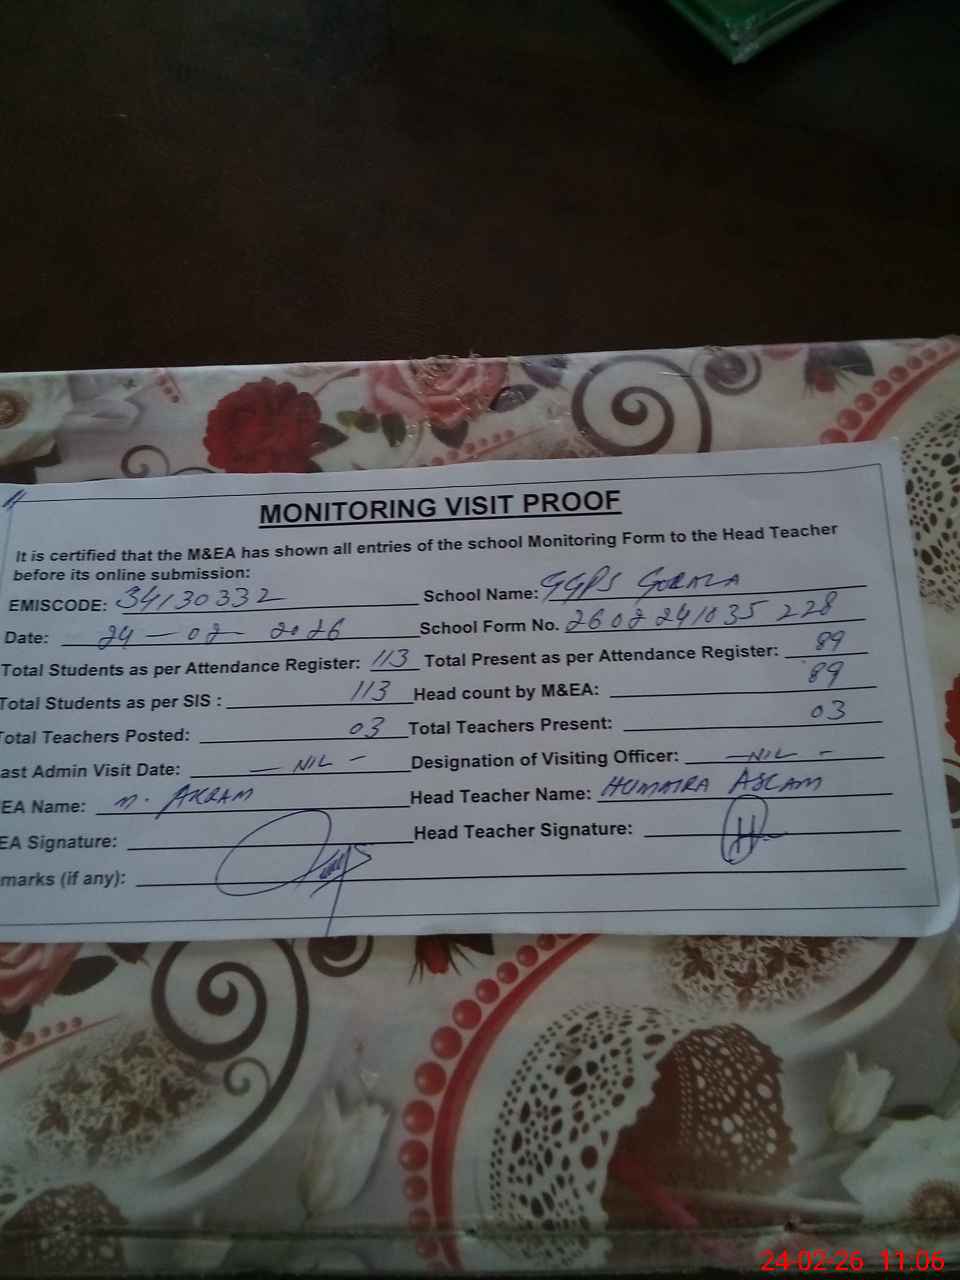 MONITORING VISIT PROOF
It is certified that the M&EA has shown all entries of the school Monitoring Form to the Head Teacher
before its online submission:
EMISCODE: 34130332 School Name: GGPS GORALA
Date: 24-02-2026 School Form No. 2602241035228
Total Students as per Attendance Register: 113 Total Present as per Attendance Register: 89
Total Students as per SIS : 113 Head count by M&EA: 89
otal Teachers Posted: 03 Total Teachers Present: 03
ast Admin Visit Date: — NIL — Designation of Visiting Officer: — NIL —
EA Name: M. AKRAM Head Teacher Name: HUMAIRA ASLAM
EA Signature: Head Teacher Signature:
marks (if any):
24-02-26 11:06